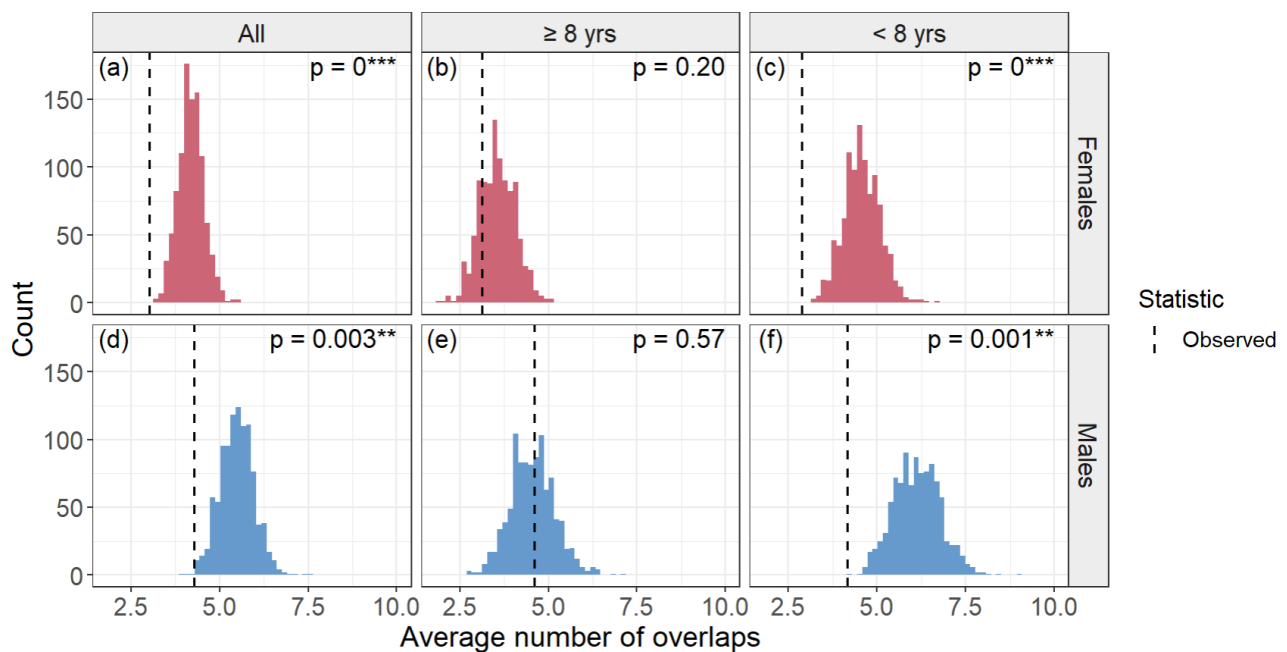 All
≥ 8 yrs
< 8 yrs
(a)
p = 0***
(b)
p = 0.20
(c)
p = 0***
150
100
50
0
Females
(d)
p = 0.003**
(e)
p = 0.57
(f)
p = 0.001**
150
100
50
0
Males
Count
2.5 5.0 7.5 10.0
2.5 5.0 7.5 10.0
2.5 5.0 7.5 10.0
Average number of overlaps
Statistic
Observed